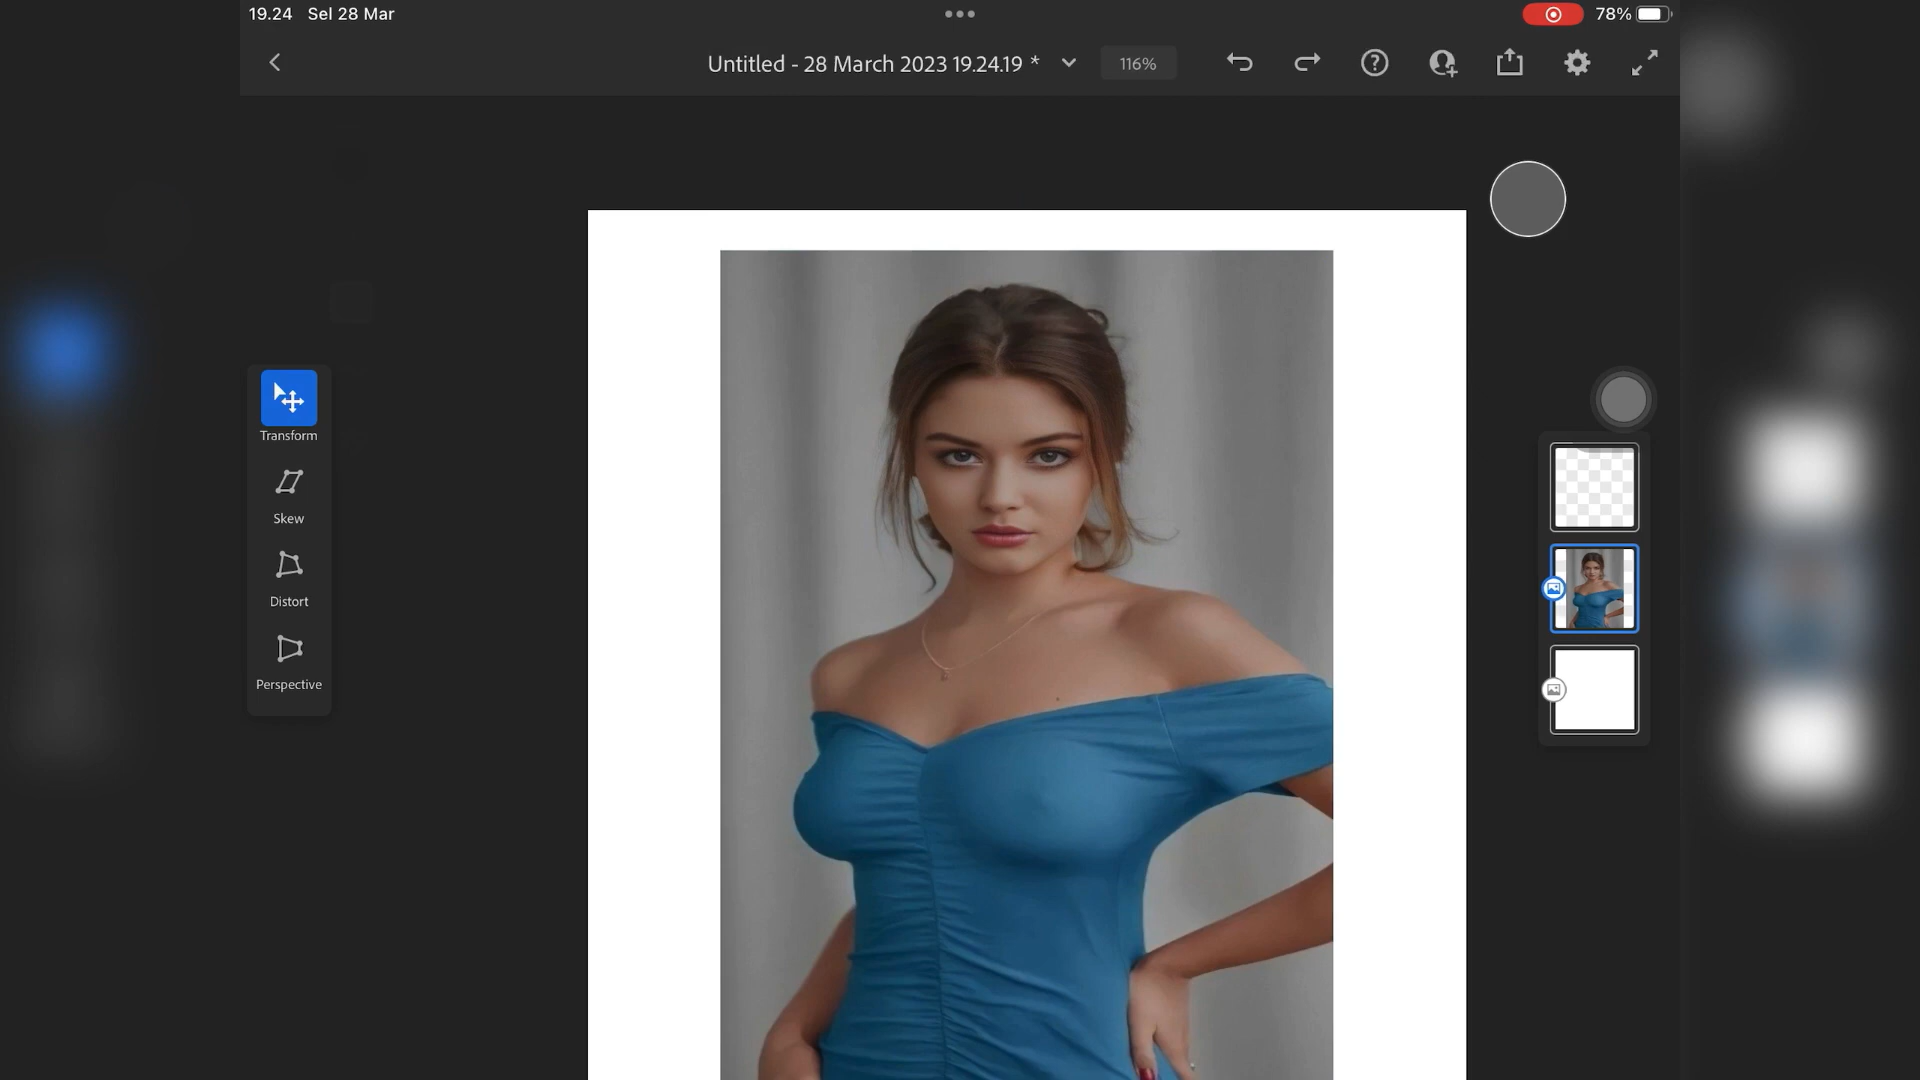 19.24 Sel 28 Mar
78%
Untitled - 28 March 2023 19.24.19 *
116%
Transform
Skew
Distort
Perspective